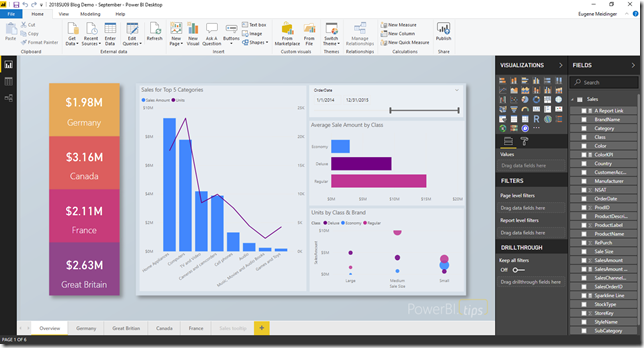 2018SU09 Blog Demo - September - Power BI Desktop
Eugene Meidinger
File Home View Modeling Help
Cut
Copy
Format Painter
Clipboard
Get Data
Recent Sources
Enter Data
Edit Queries
Refresh
External data
New Page
New Visual
Ask A Question
Buttons
Text box
Image
Shapes
Insert
From Marketplace
From File
Custom visuals
Switch Theme
Themes
Manage Relationships
Relationships
New Measure
New Column
New Quick Measure
Calculations
Publish
Share
$1.98M
Germany
$3.16M
Canada
$2.11M
France
$2.63M
Great Britain
Sales for Top 5 Categories
Sales Amount Units
Home Appliances
Computers
TV and Video
Cameras and camcorders
Cell phones
Audio
Music, Movies and Audio Books
Games and Toys
OrderDate
1/1/2014 12/31/2015
Average Sale Amount by Class
Economy
Deluxe
Regular
$0M $5M $10M $15M $20M
Units by Class & Brand
Class Deluxe Economy Regular
Large Medium Small
Sale Size
PowerBI.tips
VISUALIZATIONS
Values
Drag data fields here
FILTERS
Page level filters
Drag data fields here
Report level filters
Drag data fields here
DRILLTHROUGH
Keep all filters
Off
Drag drillthrough fields here
FIELDS
Search
Sales
A Report Link
BrandName
Category
Class
Color
ColorKPI
Country
CustomerAcc...
Manufacturer
NSAT
OrderDate
ProdID
ProductDescri...
ProductLabel
ProductName
RePurch
Sale Size
SalesAmount
SalesAmount ...
SalesChannel...
SalesOrderID
Sparkline Line
StockType
StoreKey
StyleName
SubCategory
Overview Germany Great Britian Canada France Sales tooltip
PAGE 1 OF 6